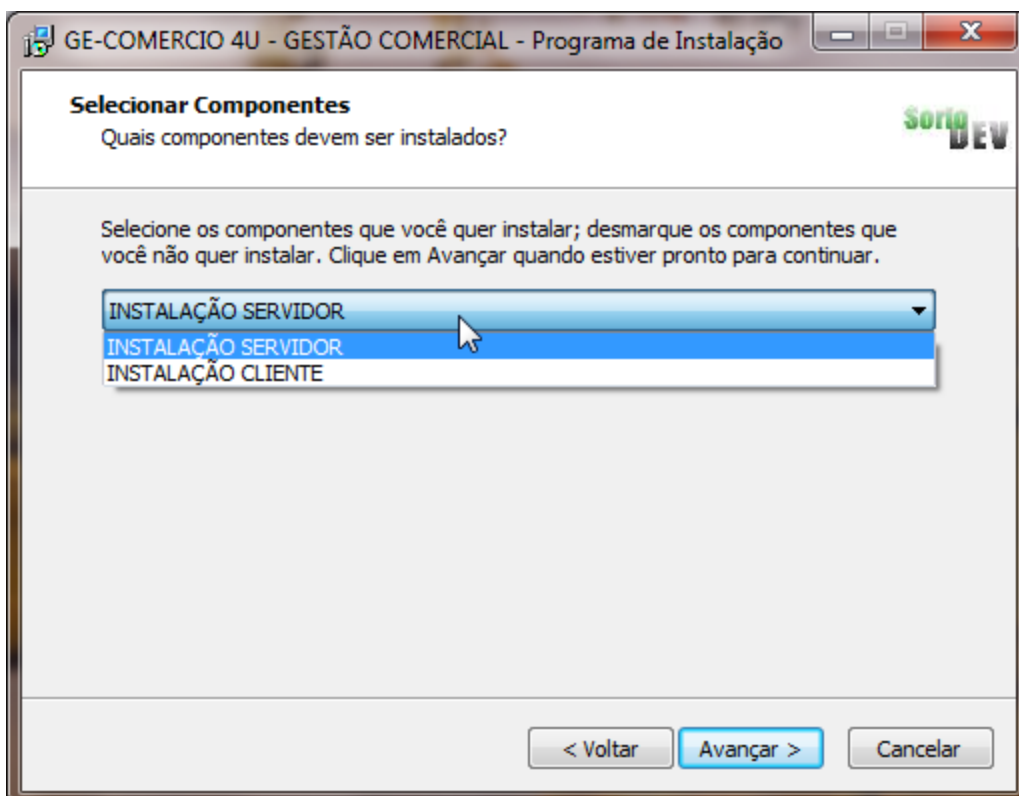 GE-COMERCIO 4U - GESTÃO COMERCIAL - Programa de Instalação
Selecionar Componentes
Quais componentes devem ser instalados?
SorioDEV
Selecione os componentes que você quer instalar; desmarque os componentes que
você não quer instalar. Clique em Avançar quando estiver pronto para continuar.
INSTALAÇÃO SERVIDOR
INSTALAÇÃO SERVIDOR
INSTALAÇÃO CLIENTE
< Voltar
Avançar >
Cancelar